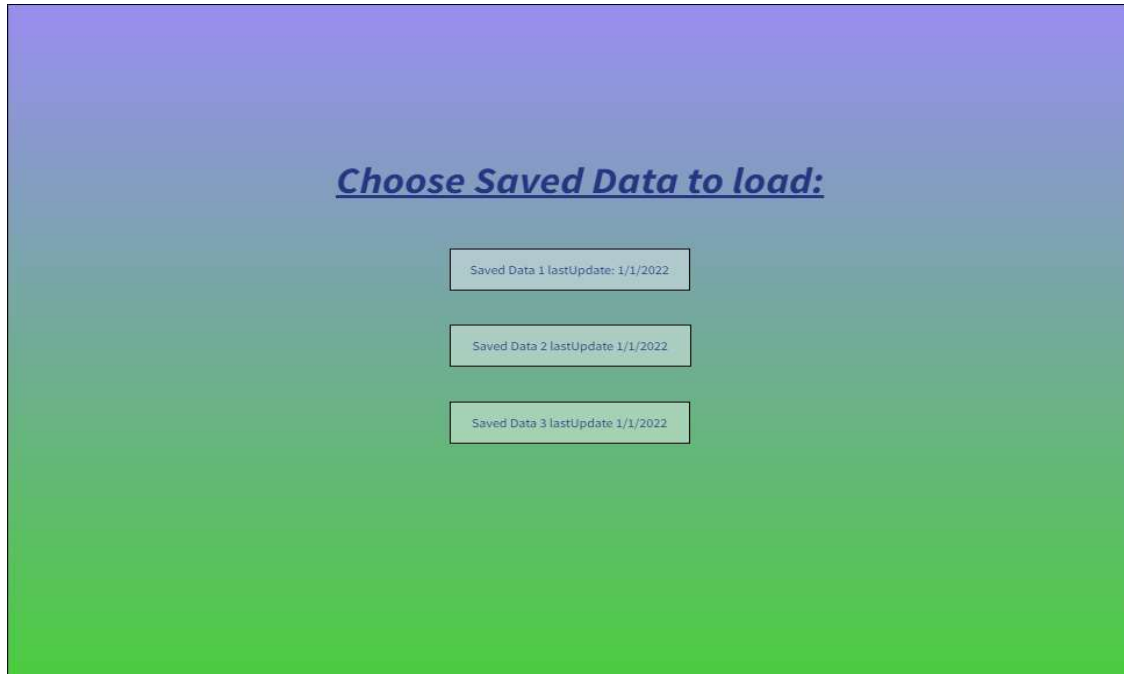 Choose Saved Data to load:
Saved Data 1 lastUpdate: 1/1/2022
Saved Data 2 lastUpdate 1/1/2022
Saved Data 3 lastUpdate 1/1/2022